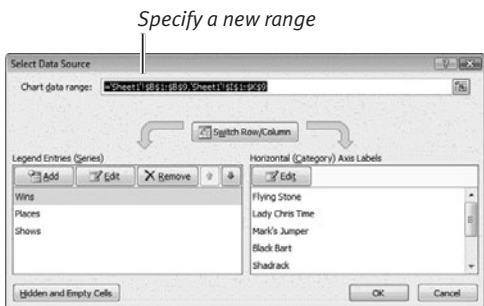 Specify a new range
Select Data Source
Chart data range: ='Sheet1'!$B$1:$B$9,'Sheet1'!$I$1:$K$9
Switch Row/Column
Legend Entries (Series)
Horizontal (Category) Axis Labels
Add Edit Remove
Edit
Wins
Flying Stone
Places
Lady Chris Time
Shows
Mark's Jumper
Black Bart
Shadrack
Hidden and Empty Cells
OK Cancel